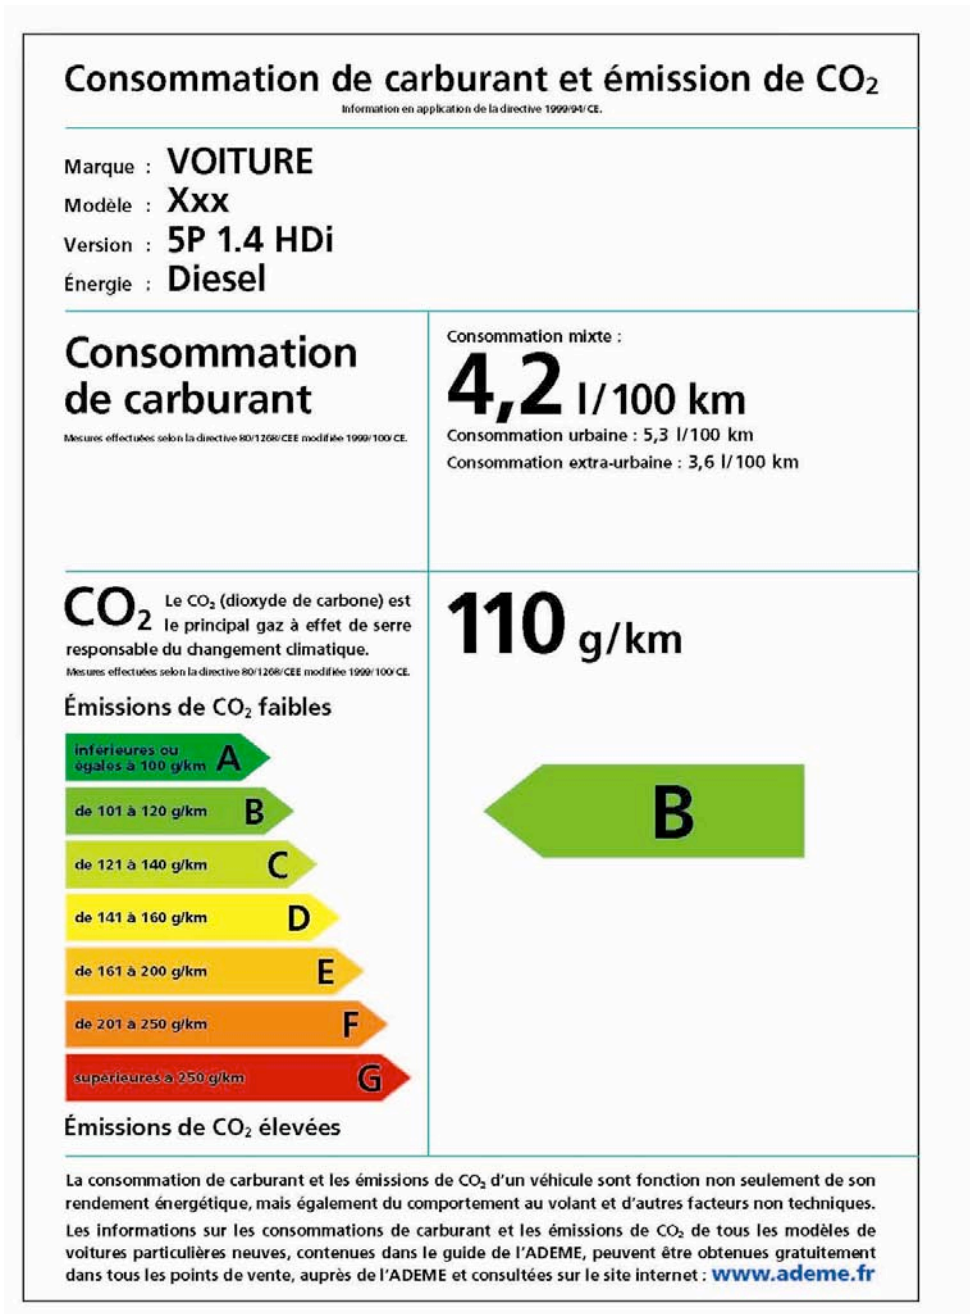 Consommation de carburant et émission de CO₂
Information en application de la directive 1999/94/CE.
Marque : VOITURE
Modèle : Xxx
Version : 5P 1.4 HDi
Énergie : Diesel
Consommation
de carburant
Mesures effectuées selon la directive 80/1268/CEE modifiée 1999/100/CE.
Consommation mixte :
4,2 l/100 km
Consommation urbaine : 5,3 l/100 km
Consommation extra-urbaine : 3,6 l/100 km
CO₂ Le CO₂ (dioxyde de carbone) est
le principal gaz à effet de serre
responsable du changement climatique.
Mesures effectuées selon la directive 80/1268/CEE modifiée 1999/100/CE.
110 g/km
Émissions de CO₂ faibles
inférieures ou
égales à 100 g/km A
de 101 à 120 g/km B
B
de 121 à 140 g/km C
de 141 à 160 g/km D
de 161 à 200 g/km E
de 201 à 250 g/km F
supérieures à 250 g/km G
Émissions de CO₂ élevées
La consommation de carburant et les émissions de CO₂ d'un véhicule sont fonction non seulement de son
rendement énergétique, mais également du comportement au volant et d'autres facteurs non techniques.
Les informations sur les consommations de carburant et les émissions de CO₂ de tous les modèles de
voitures particulières neuves, contenues dans le guide de l'ADEME, peuvent être obtenues gratuitement
dans tous les points de vente, auprès de l'ADEME et consultées sur le site internet : www.ademe.fr